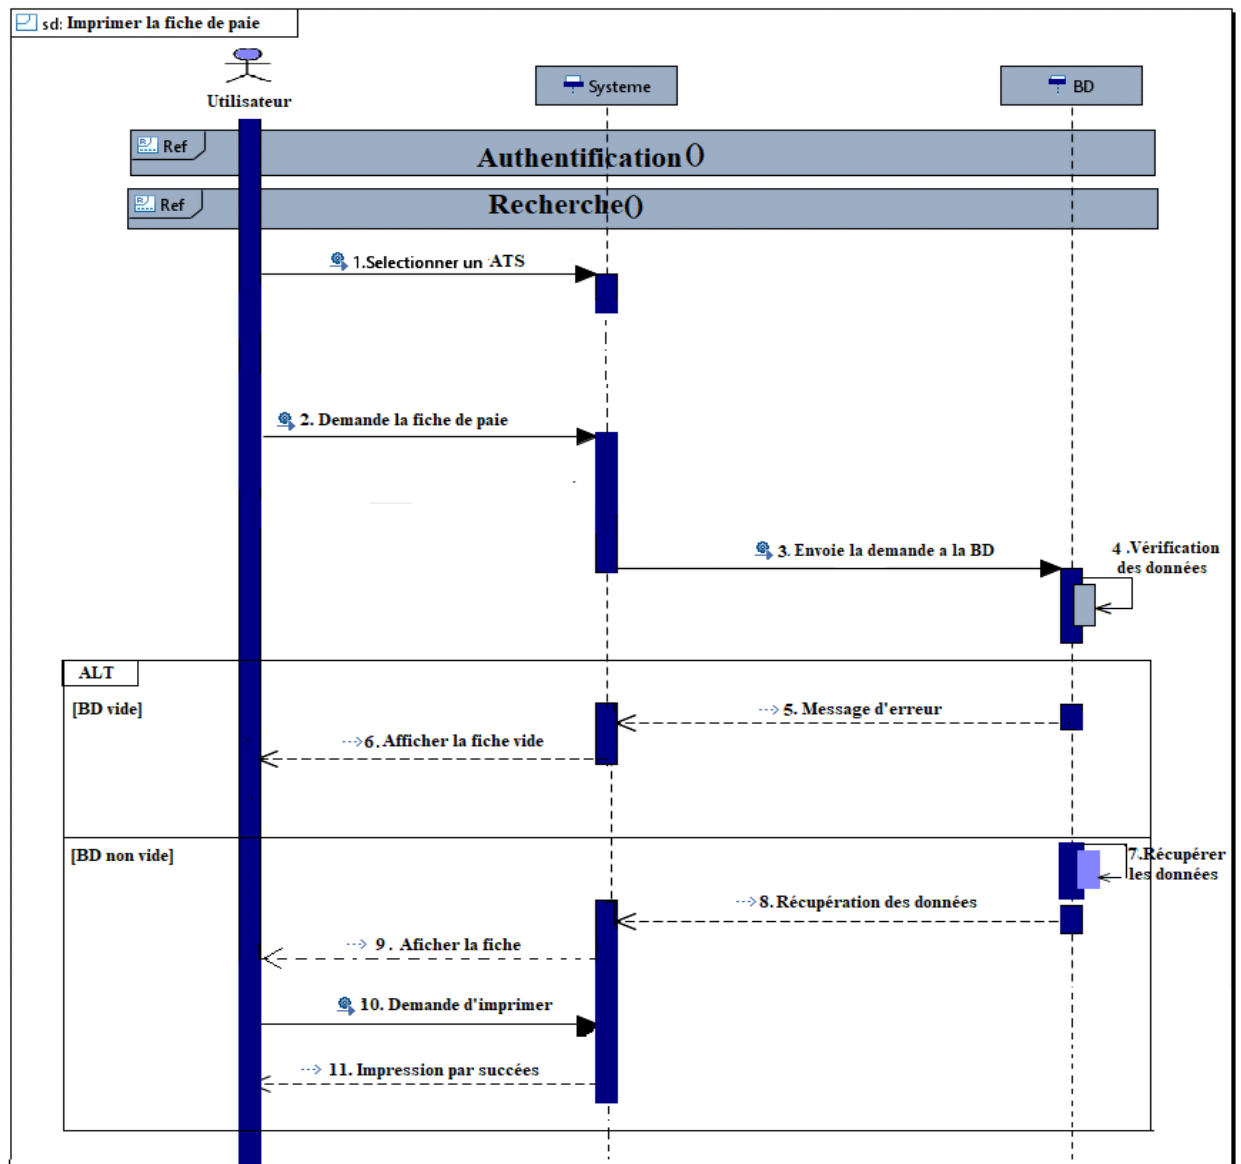 sd: Imprimer la fiche de paie
Utilisateur
Systeme
BD
Ref
Authentification()
Ref
Recherche()
1.Selectionner un ATS
2. Demande la fiche de paie
3. Envoie la demande a la BD
4 .Vérification
des données
ALT
[BD vide]
5. Message d'erreur
6. Afficher la fiche vide
[BD non vide]
7.Récupérer
les données
8. Récupération des données
9. Aficher la fiche
10. Demande d'imprimer
11. Impression par succées